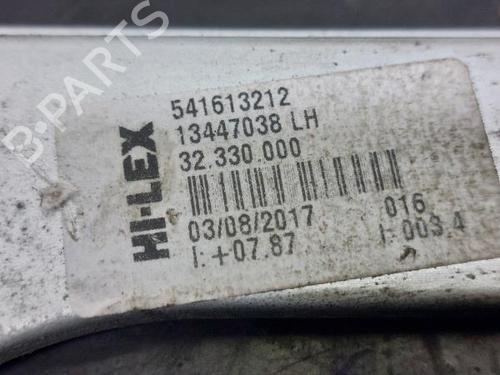 B-PARTS
HI-LEX
541613212
13447038 LH
32.330.000
03/08/2017 016
I: +07.87 I: 003.4